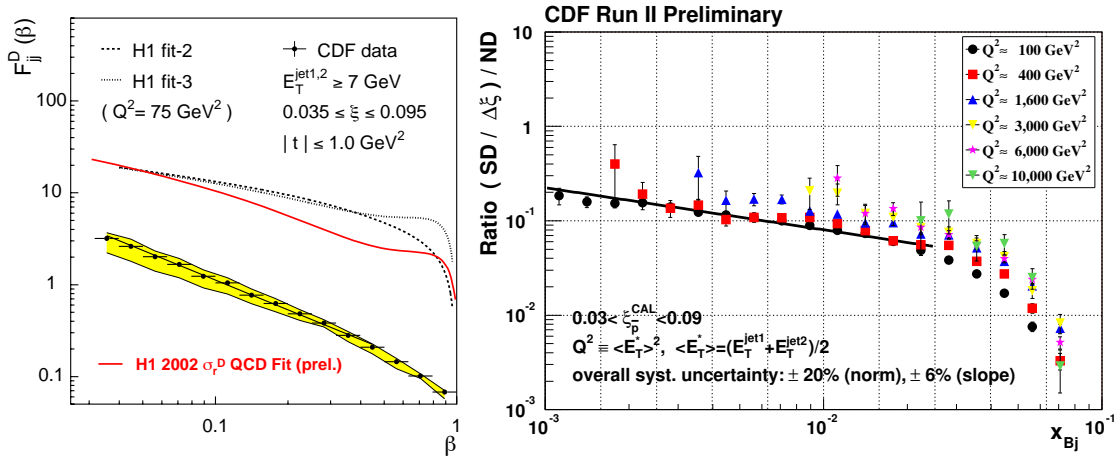 F_jj^D (β)
H1 fit-2
H1 fit-3
( Q²= 75 GeV² )
CDF data
E_T^jet1,2 ≥ 7 GeV
0.035 ≤ ξ ≤ 0.095
| t | ≤ 1.0 GeV²
100
10
1
0.1
H1 2002 σ_r^D QCD Fit (prel.)
0.1
1
β
CDF Run II Preliminary
Ratio ( SD / Δξ ) / ND
10
1
10⁻¹
10⁻²
10⁻³
Q²≈ 100 GeV²
Q²≈ 400 GeV²
Q²≈ 1,600 GeV²
Q²≈ 3,000 GeV²
Q²≈ 6,000 GeV²
Q²≈ 10,000 GeV²
0.03< ξ_p̄^CAL <0.09
Q² ≡ <E_T^*>², <E_T^*>=(E_T^jet1+E_T^jet2)/2
overall syst. uncertainty: ± 20% (norm), ± 6% (slope)
10⁻³
10⁻²
10⁻¹
x_Bj